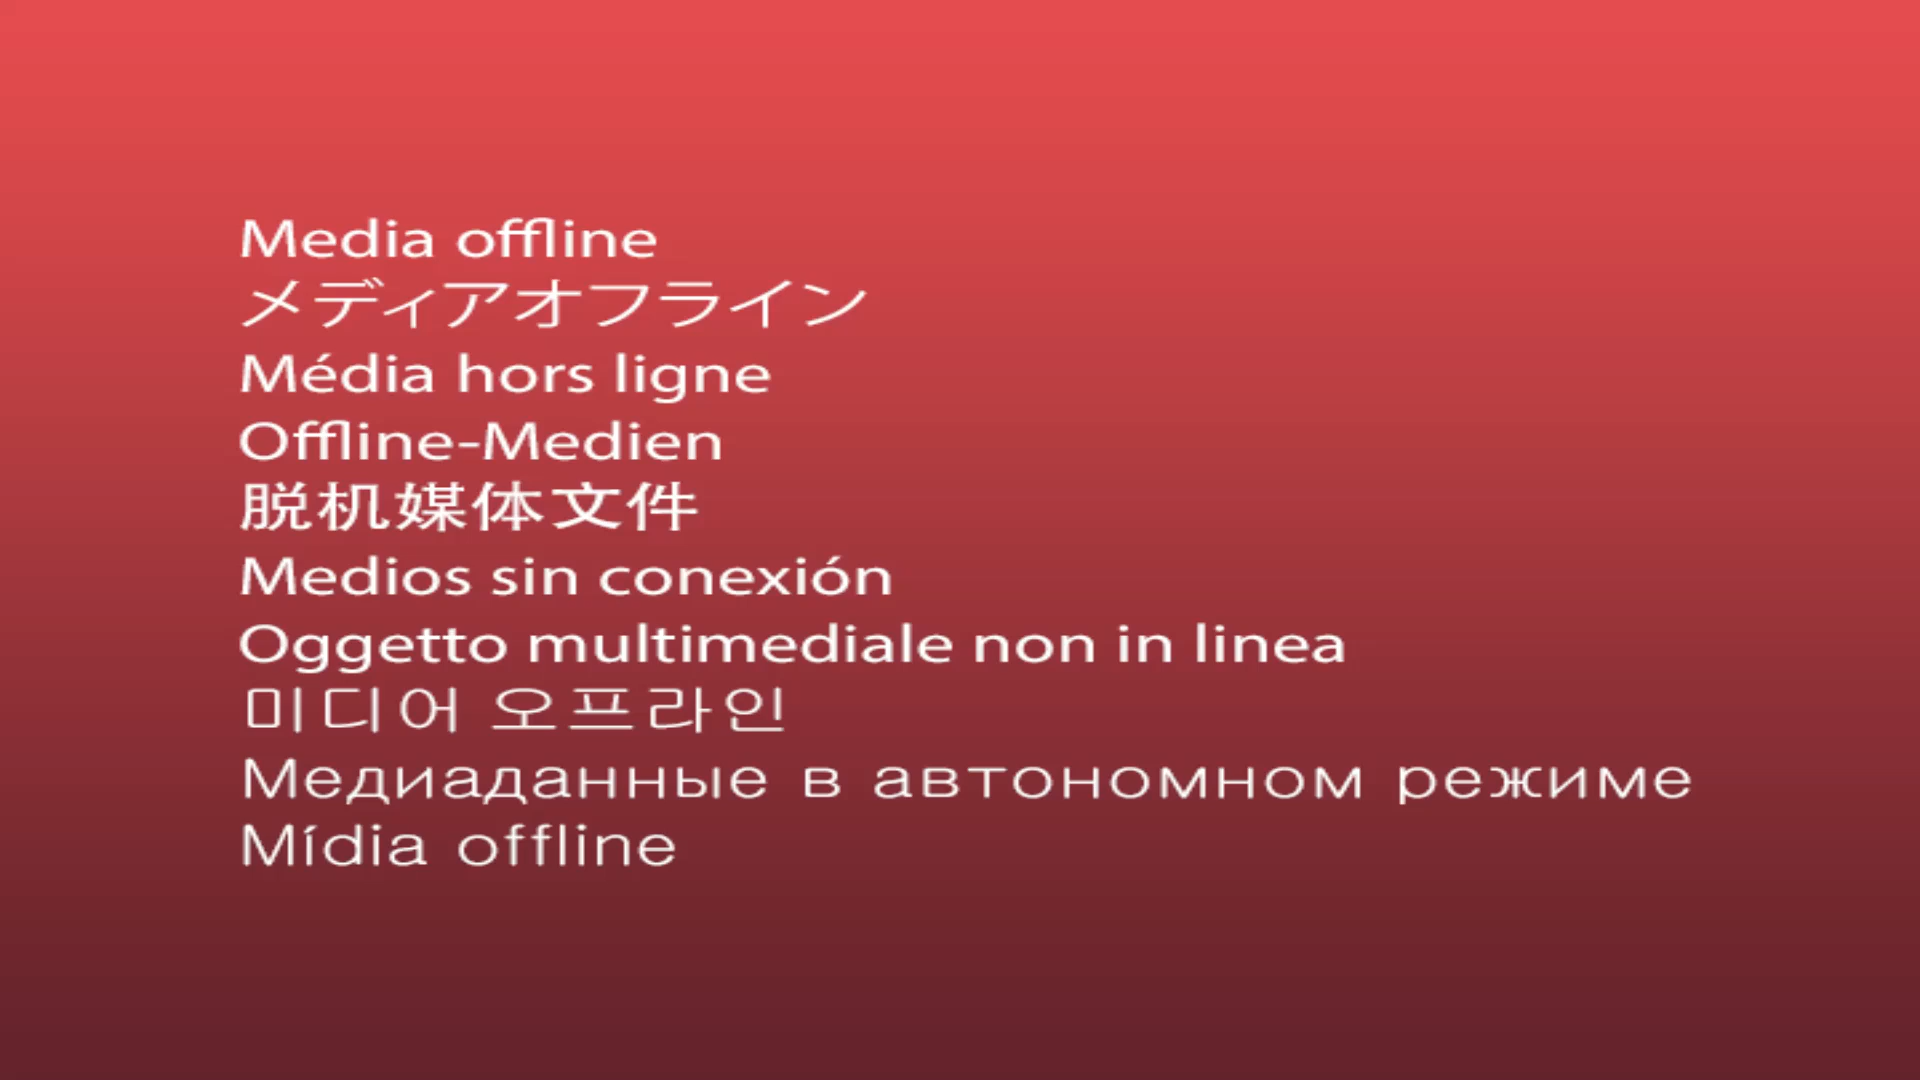 Media offline
メディアオフライン
Média hors ligne
Offline-Medien
脱机媒体文件
Medios sin conexión
Oggetto multimediale non in linea
미디어 오프라인
Медиаданные в автономном режиме
Mídia offline